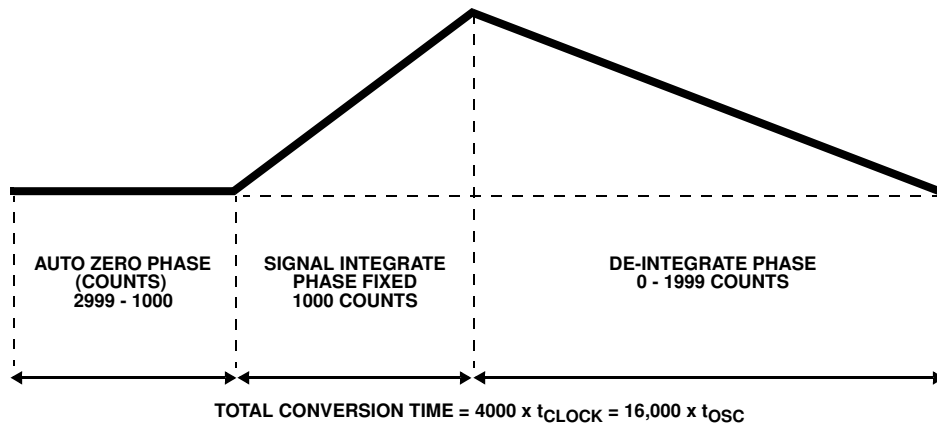 AUTO ZERO PHASE
(COUNTS)
2999 - 1000
SIGNAL INTEGRATE
PHASE FIXED
1000 COUNTS
DE-INTEGRATE PHASE
0 - 1999 COUNTS
TOTAL CONVERSION TIME = 4000 x tCLOCK = 16,000 x tOSC